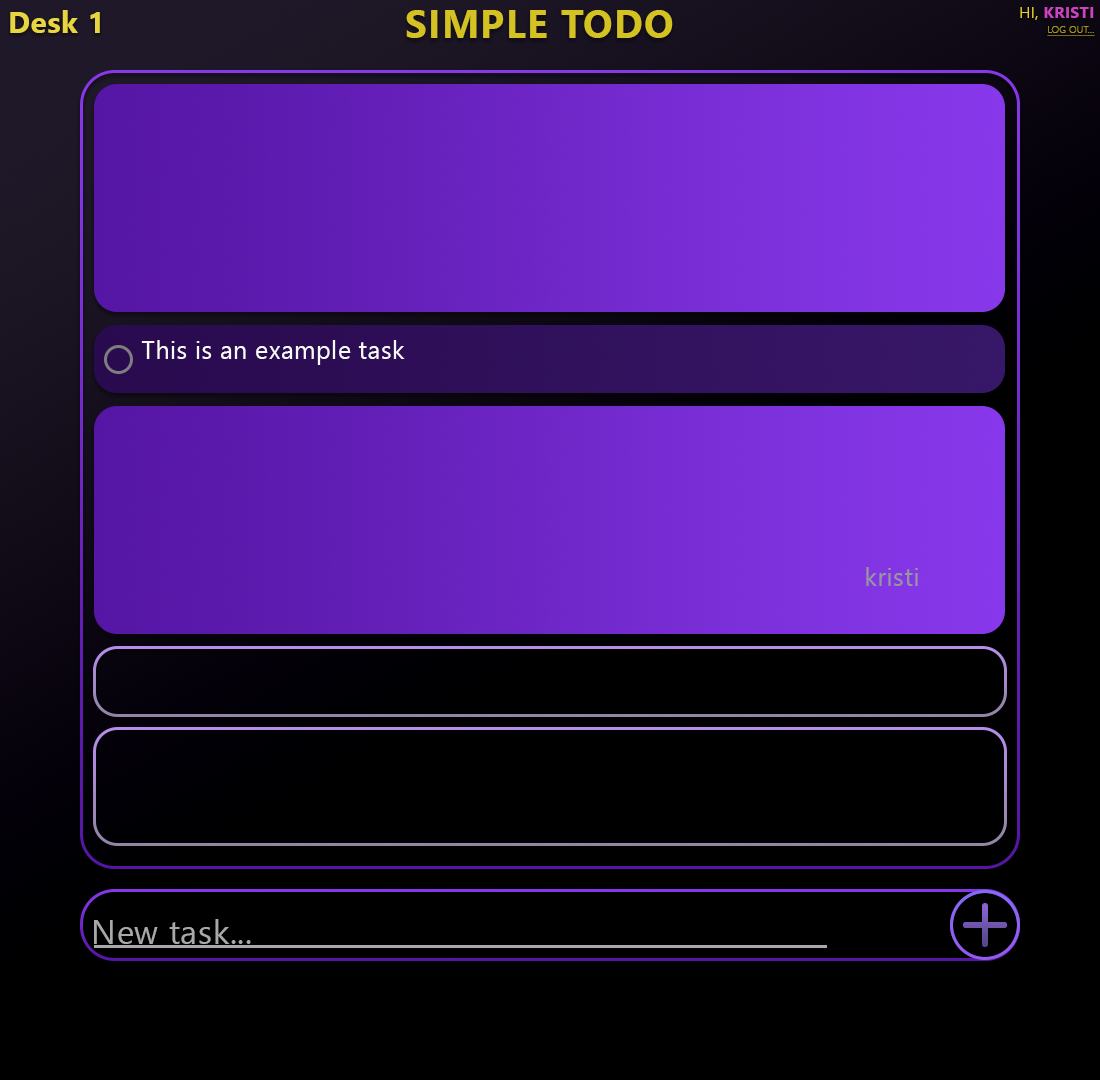 Desk 1
SIMPLE TODO
HI, KRISTI
LOG OUT...
This is an example task
kristi
New task...